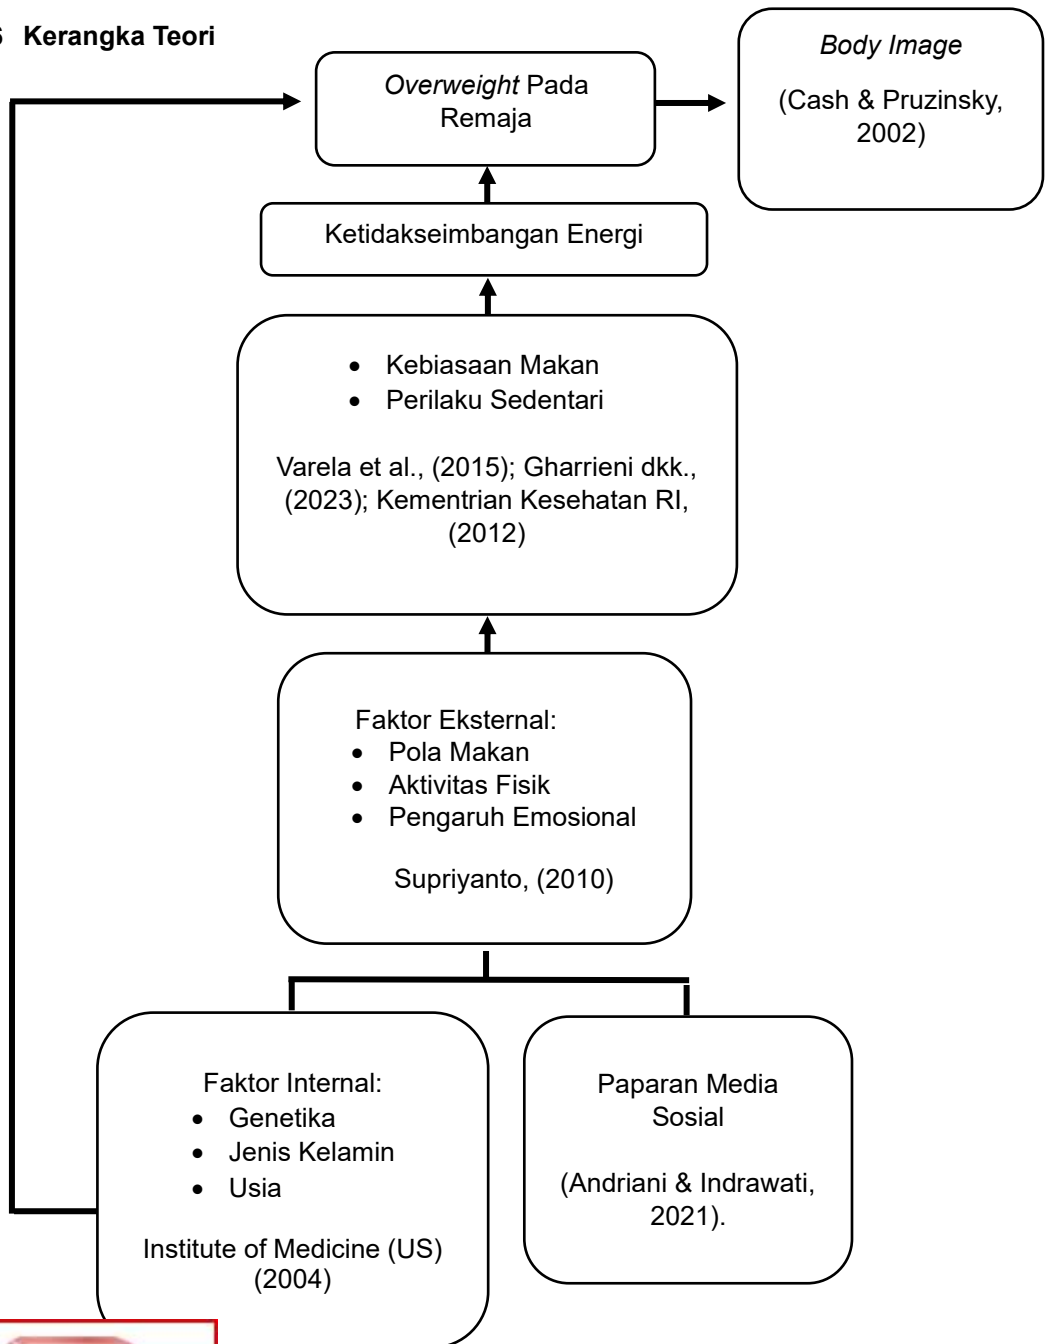 6 Kerangka Teori
Overweight Pada
Remaja
Body Image
(Cash & Pruzinsky,
2002)
Ketidakseimbangan Energi
• Kebiasaan Makan
• Perilaku Sedentari
Varela et al., (2015); Gharrieni dkk.,
(2023); Kementrian Kesehatan RI,
(2012)
Faktor Eksternal:
• Pola Makan
• Aktivitas Fisik
• Pengaruh Emosional
Supriyanto, (2010)
Faktor Internal:
• Genetika
• Jenis Kelamin
• Usia
Institute of Medicine (US)
(2004)
Paparan Media
Sosial
(Andriani & Indrawati,
2021).